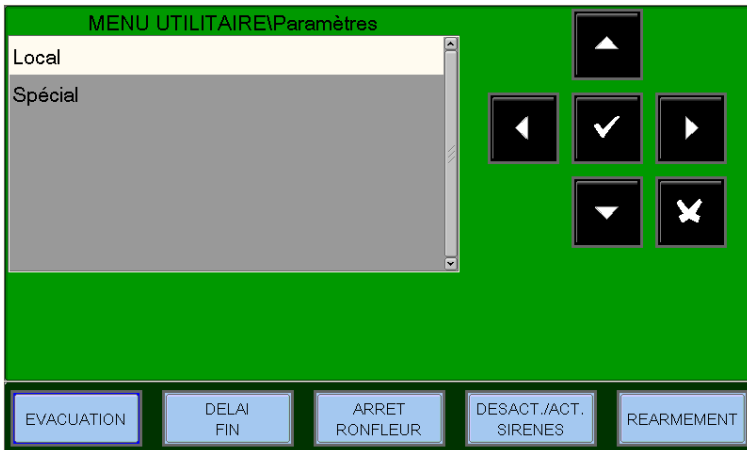 MENU UTILITAIRE\Paramètres
Local
Spécial
EVACUATION
DELAI
FIN
ARRET
RONFLEUR
DESACT./ACT.
SIRENES
REARMEMENT